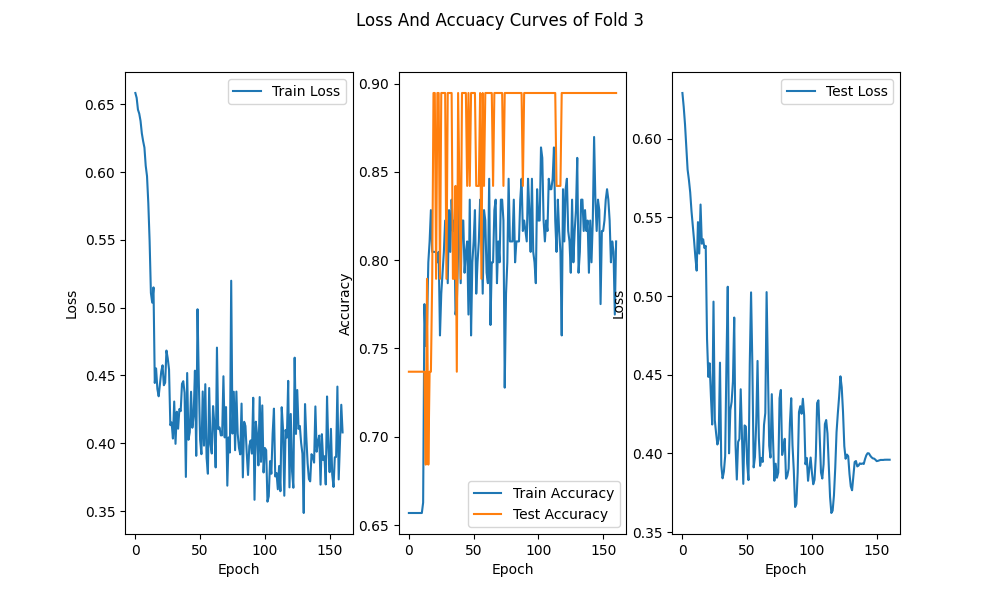 Loss And Accuacy Curves of Fold 3
Train Loss
0.65
0.60
0.55
0.50
0.45
0.40
0.35
Loss
0
50
100
150
Epoch
0.90
0.85
0.80
0.75
0.70
0.65
Accuracy
Train Accuracy
Test Accuracy
0
50
100
150
Epoch
Test Loss
0.60
0.55
0.50
0.45
0.40
0.35
Loss
0
50
100
150
Epoch